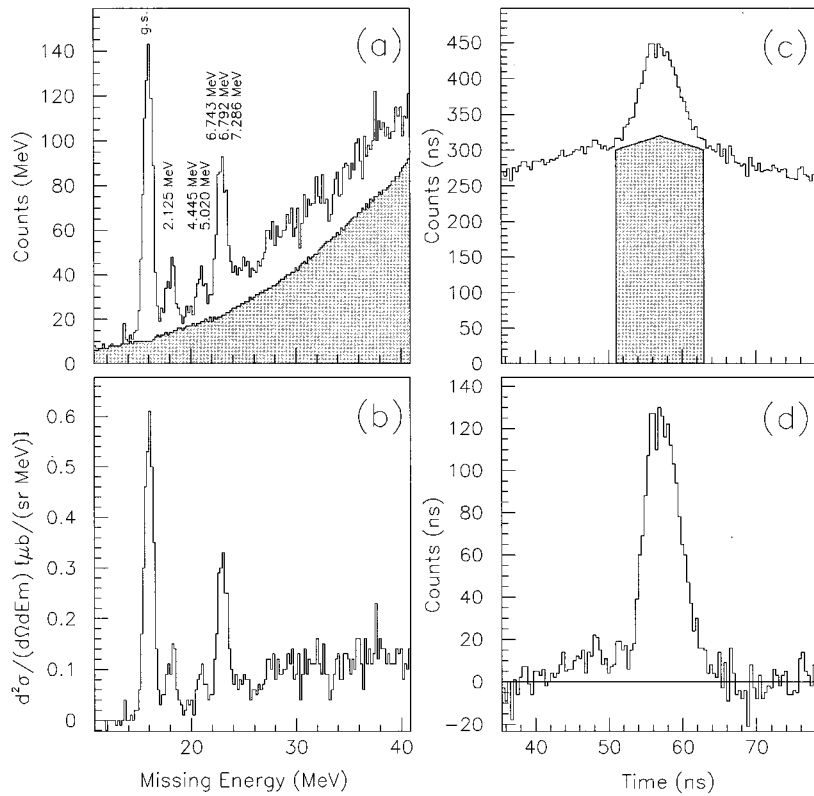 g.s.
(a)
2.125 MeV
4.445 MeV
5.020 MeV
6.743 MeV
6.792 MeV
7.286 MeV
140
120
100
80
60
40
20
0
Counts (MeV)
(c)
450
400
350
300
250
200
150
100
50
0
Counts (ns)
(b)
0.6
0.5
0.4
0.3
0.2
0.1
0
d²σ/(dΩdEm) [μb/(sr MeV)]
20
30
40
Missing Energy (MeV)
(d)
130
120
100
80
60
40
20
0
−20
Counts (ns)
40
50
60
70
Time (ns)